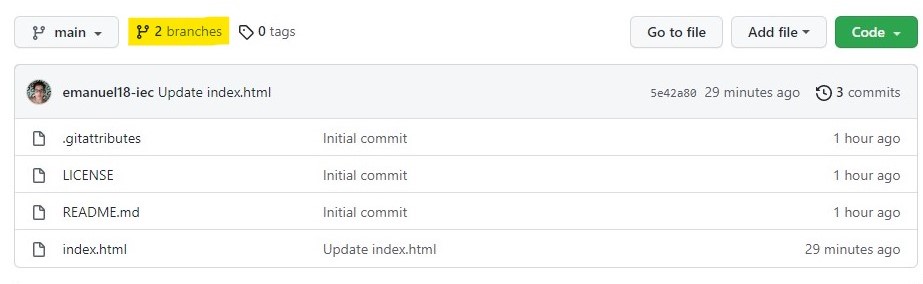 main 2 branches 0 tags Go to file Add file Code
emanuel18-iec Update index.html 5e42a80 29 minutes ago 3 commits
.gitattributes Initial commit 1 hour ago
LICENSE Initial commit 1 hour ago
README.md Initial commit 1 hour ago
index.html Update index.html 29 minutes ago